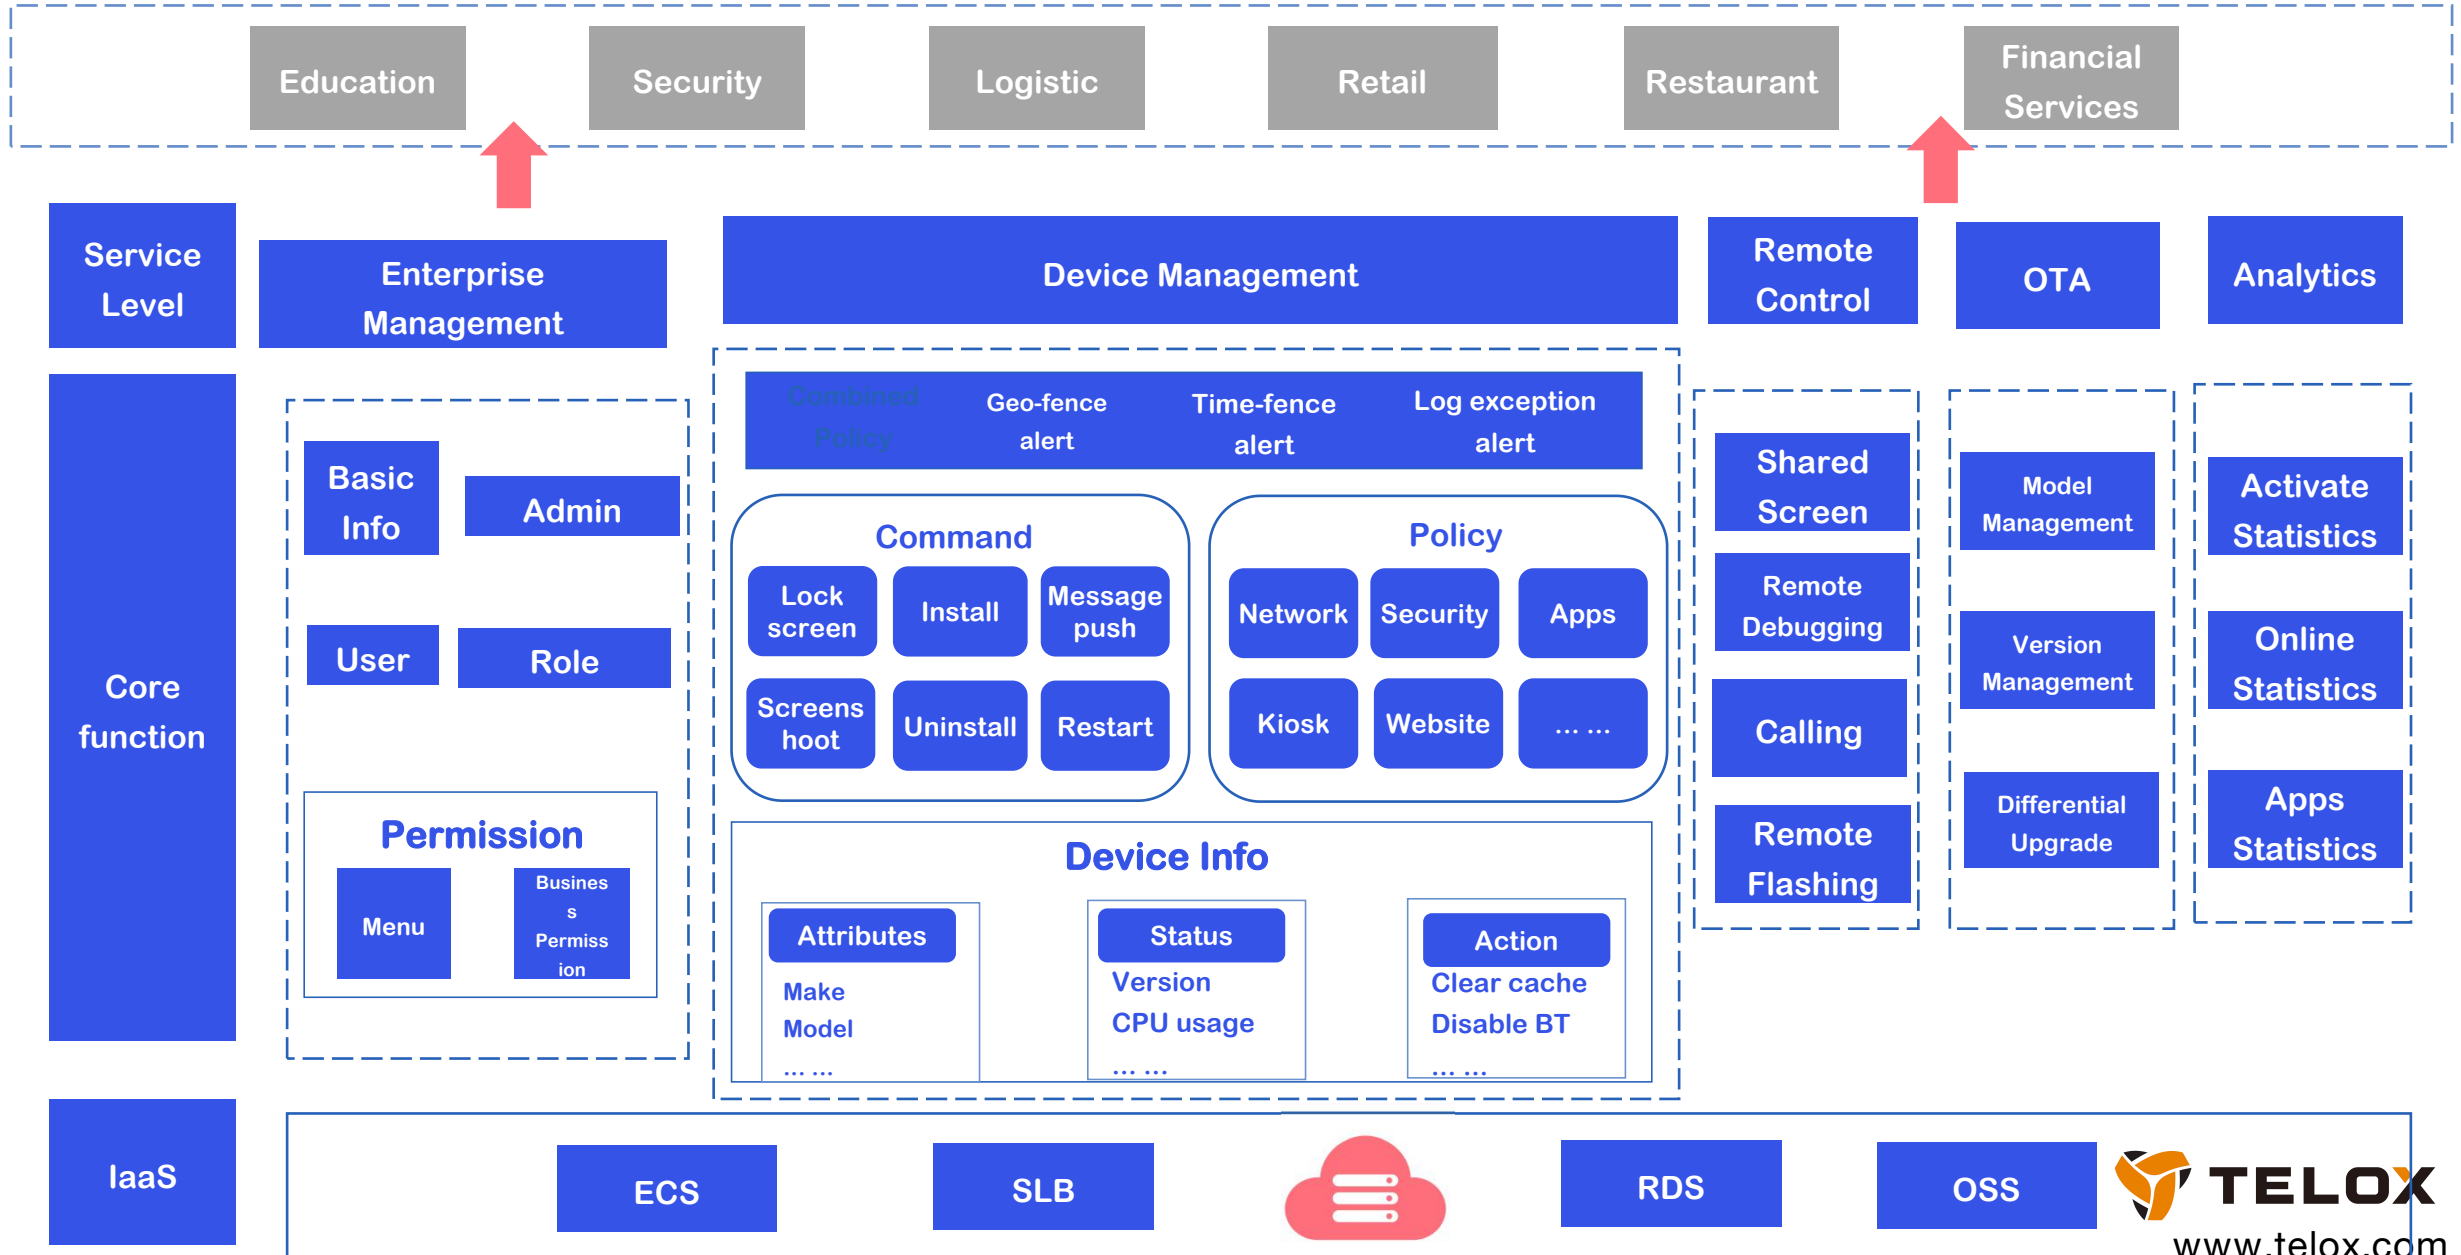 Education
Security
Logistic
Retail
Restaurant
Financial
Services
Service
Level
Enterprise
Management
Device Management
Remote
Control
OTA
Analytics
Core
function
Basic
Info
Admin
User
Role
Permission
Menu
Busines
s
Permiss
ion
Combined
Policy
Geo-fence
alert
Time-fence
alert
Log exception
alert
Command
Lock
screen
Install
Message
push
Screens
hoot
Uninstall
Restart
Policy
Network
Security
Apps
Kiosk
Website
... ...
Device Info
Attributes
Make
Model
... ...
Status
Version
CPU usage
... ...
Action
Clear cache
Disable BT
... ...
Shared
Screen
Remote
Debugging
Calling
Remote
Flashing
Model
Management
Version
Management
Differential
Upgrade
Activate
Statistics
Online
Statistics
Apps
Statistics
IaaS
ECS
SLB
RDS
OSS
TELOX
www.telox.com